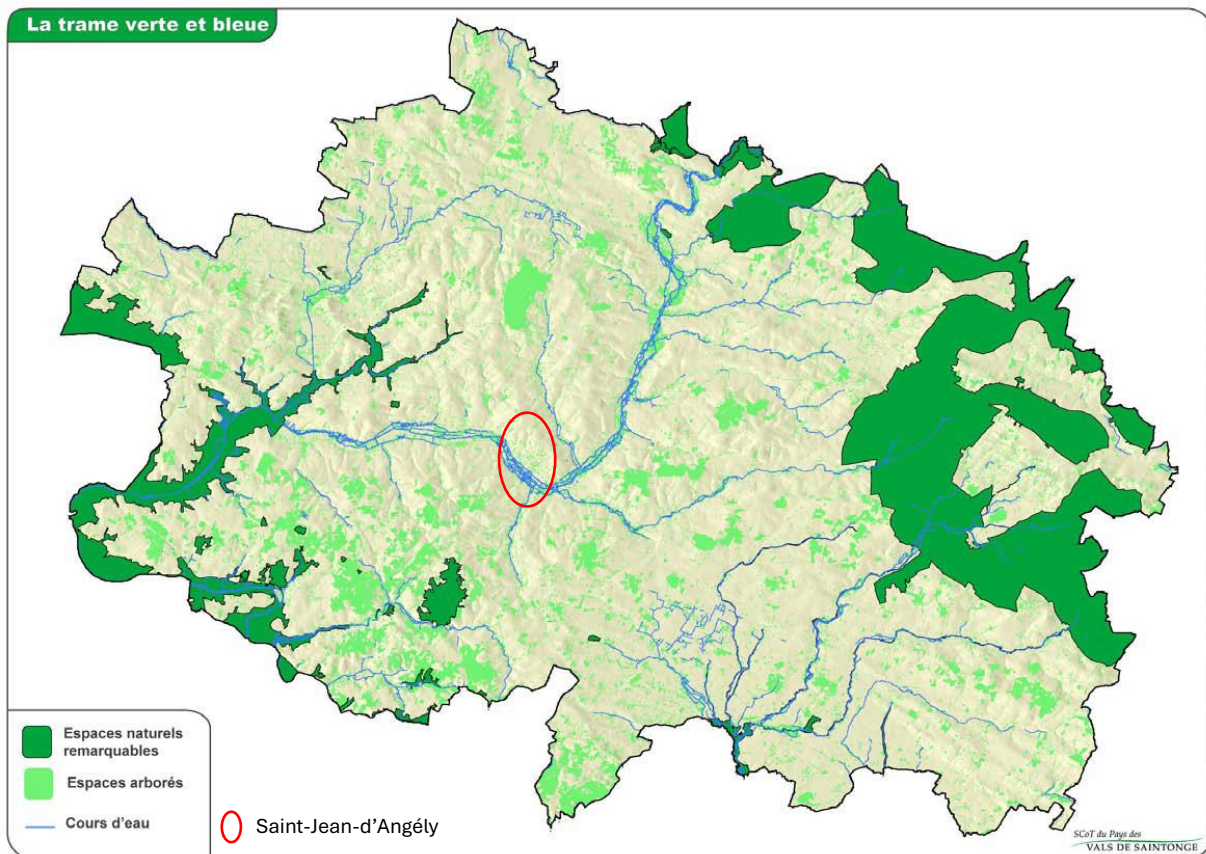 La trame verte et bleue
Espaces naturels
remarquables
Espaces arborés
Cours d'eau
Saint-Jean-d'Angély
SCoT du Pays des
VALS DE SAINTONGE